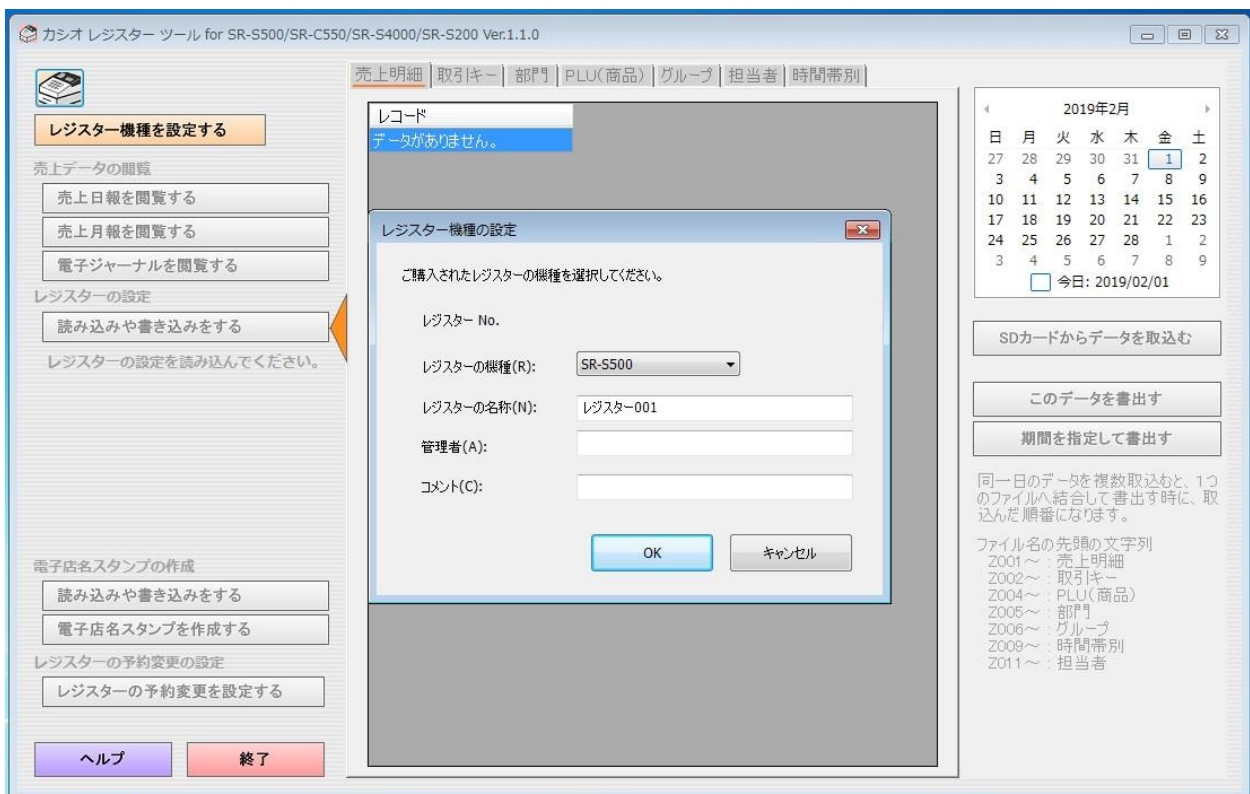 カシオ レジスター ツール for SR-S500/SR-C550/SR-S4000/SR-S200 Ver.1.1.0
レジスター機種を設定する
売上データの閲覧
売上日報を閲覧する
売上月報を閲覧する
電子ジャーナルを閲覧する
レジスターの設定
読み込みや書き込みをする
レジスターの設定を読み込んでください。
電子店名スタンプの作成
読み込みや書き込みをする
電子店名スタンプを作成する
レジスターの予約変更の設定
レジスターの予約変更を設定する
ヘルプ 終了
売上明細 取引キー 部門 PLU(商品) グループ 担当者 時間帯別
レコード
データがありません。
レジスター機種の設定
ご購入されたレジスターの機種を選択してください。
レジスター No.
レジスターの機種(R): SR-S500
レジスターの名称(N): レジスター001
管理者(A):
コメント(C):
OK キャンセル
2019年2月
日 月 火 水 木 金 土
27 28 29 30 31 1 2
3 4 5 6 7 8 9
10 11 12 13 14 15 16
17 18 19 20 21 22 23
24 25 26 27 28 1 2
3 4 5 6 7 8 9
今日: 2019/02/01
SDカードからデータを取込む
このデータを書出す
期間を指定して書出す
同一日のデータを複数取込むと、1つ
のファイルへ結合して書出す時に、取
込んだ順番になります。
ファイル名の先頭の文字列
Z001～ : 売上明細
Z002～ : 取引キー
Z004～ : PLU(商品)
Z005～ : 部門
Z006～ : グループ
Z009～ : 時間帯別
Z011～ : 担当者